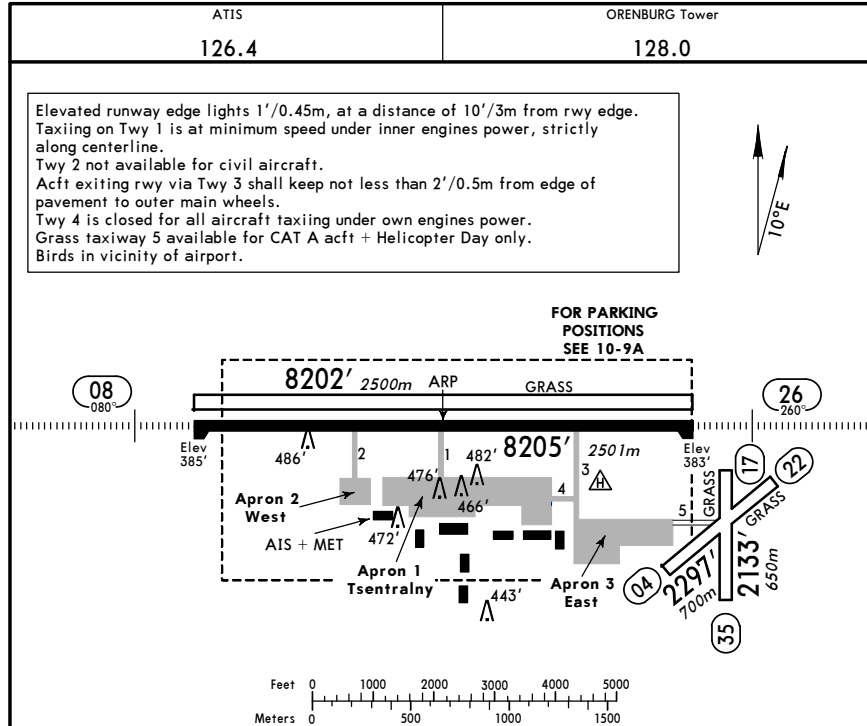 ATIS
126.4
ORENBURG Tower
128.0
Elevated runway edge lights 1'/0.45m, at a distance of 10'/3m from rwy edge.
Taxiing on Twy 1 is at minimum speed under inner engines power, strictly
along centerline.
Twy 2 not available for civil aircraft.
Acft exiting rwy via Twy 3 shall keep not less than 2'/0.5m from edge of
pavement to outer main wheels.
Twy 4 is closed for all aircraft taxiing under own engines power.
Grass taxiway 5 available for CAT A acft + Helicopter Day only.
Birds in vicinity of airport.
10°E
FOR PARKING
POSITIONS
SEE 10-9A
08
080°
8202' 2500m
ARP
GRASS
26
260°
Elev
385'
486'
2
1
482'
8205' 2501m
Elev
383'
476'
466'
3
H
4
5
GRASS
17
22
GRASS
Apron 2
West
AIS + MET
472'
Apron 1
Tsentralny
443'
Apron 3
East
04
2297'
700m
2133'
650m
35
Feet 0 1000 2000 3000 4000 5000
Meters 0 500 1000 1500